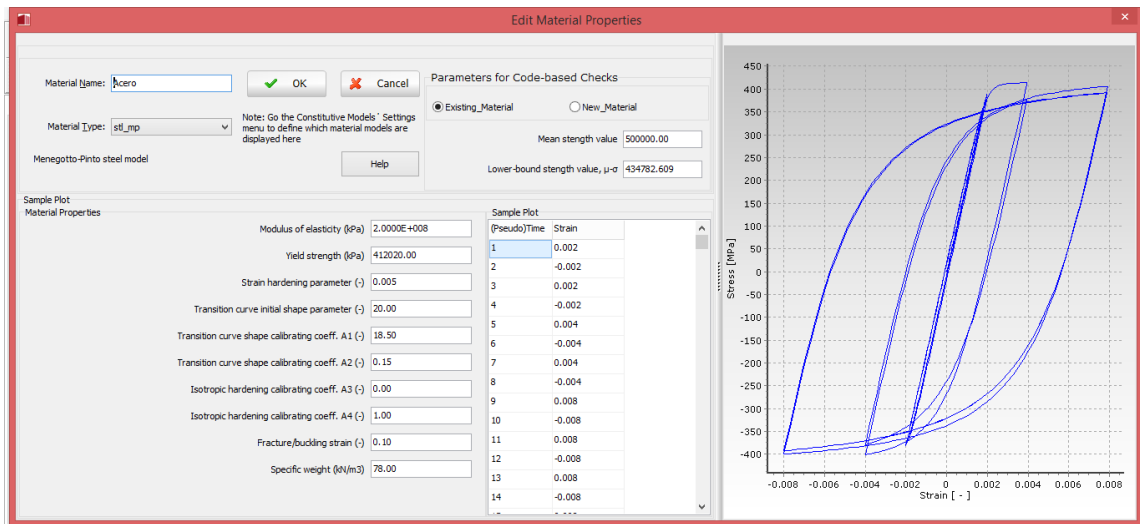 Edit Material Properties
Material Name: Acero
OK
Cancel
Material Type: stl_mp
Note: Go the Constitutive Models´ Settings
menu to define which material models are
displayed here
Menegotto-Pinto steel model
Help
Parameters for Code-based Checks
Existing_Material
New_Material
Mean stength value 500000.00
Lower-bound stength value, μ-σ 434782.609
Sample Plot
Material Properties
Modulus of elasticity (kPa) 2.0000E+008
Yield strength (kPa) 412020.00
Strain hardening parameter (-) 0.005
Transition curve initial shape parameter (-) 20.00
Transition curve shape calibrating coeff. A1 (-) 18.50
Transition curve shape calibrating coeff. A2 (-) 0.15
Isotropic hardening calibrating coeff. A3 (-) 0.00
Isotropic hardening calibrating coeff. A4 (-) 1.00
Fracture/buckling strain (-) 0.10
Specific weight (kN/m3) 78.00
Sample Plot
(Pseudo)Time Strain
1 0.002
2 -0.002
3 0.002
4 -0.002
5 0.004
6 -0.004
7 0.004
8 -0.004
9 0.008
10 -0.008
11 0.008
12 -0.008
13 0.008
14 -0.008
450
400
350
300
250
200
150
100
50
0
-50
-100
-150
-200
-250
-300
-350
-400
Stress [MPa]
-0.008 -0.006 -0.004 -0.002 0 0.002 0.004 0.006 0.008
Strain [ - ]